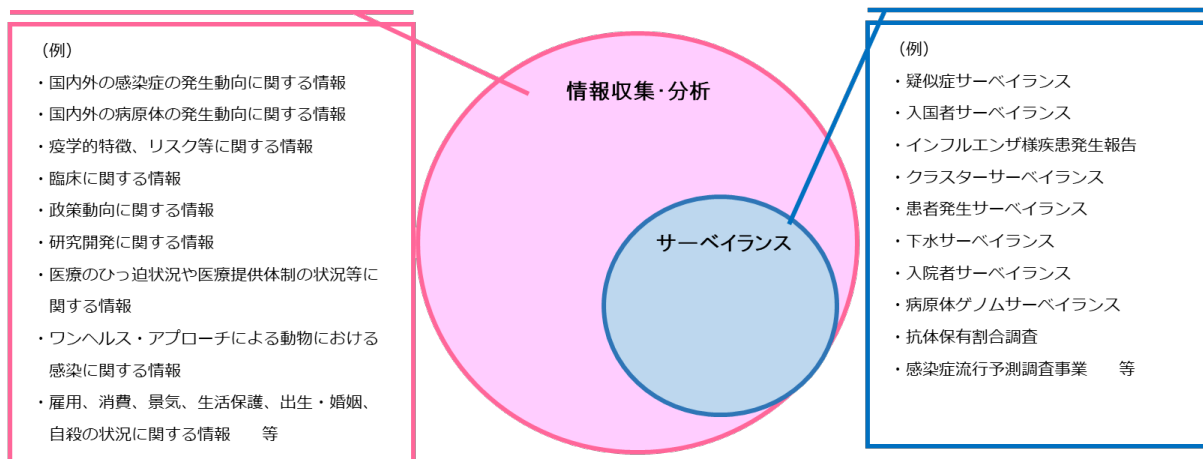 （例）
・国内外の感染症の発生動向に関する情報
・国内外の病原体の発生動向に関する情報
・疫学的特徴、リスク等に関する情報
・臨床に関する情報
・政策動向に関する情報
・研究開発に関する情報
・医療のひっ迫状況や医療提供体制の状況等に
関する情報
・ワンヘルス・アプローチによる動物における
感染に関する情報
・雇用、消費、景気、生活保護、出生・婚姻、
自殺の状況に関する情報　　等
情報収集・分析
サーベイランス
（例）
・疑似症サーベイランス
・入国者サーベイランス
・インフルエンザ様疾患発生報告
・クラスターサーベイランス
・患者発生サーベイランス
・下水サーベイランス
・入院者サーベイランス
・病原体ゲノムサーベイランス
・抗体保有割合調査
・感染症流行予測調査事業　　等